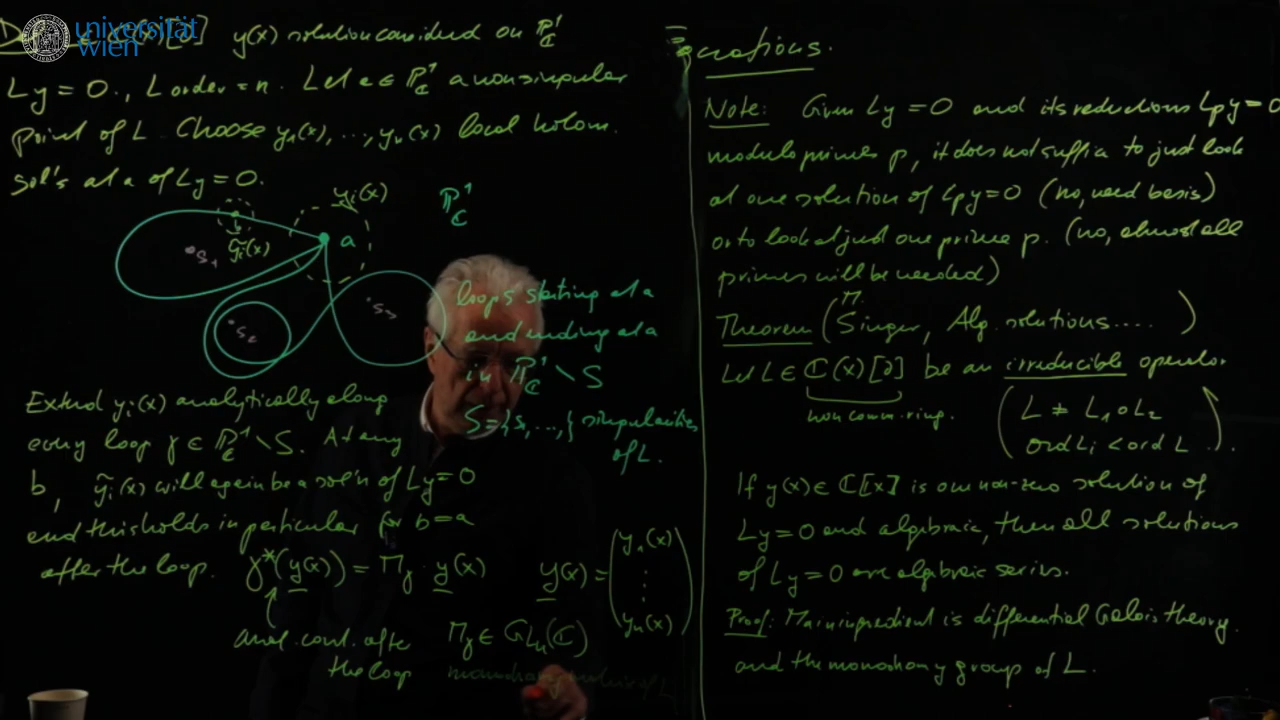 universität
wien
∈ ℂ(x)[∂] y(x) solution considered on ℙ¹_ℂ
Ly = 0., L order = n. Let a ∈ ℙ¹_ℂ a nonsingular
point of L. Choose y₁(x), ..., yₙ(x) local holom.
sol's at a of Ly = 0.
yᵢ(x)
ℙ¹_ℂ
a
s₁
ỹᵢ(x)
s₂
s₃
loops starting at a
and ending at a
in ℙ¹_ℂ \ S
S = {s₁, ..., } singularities
of L.
Extend yᵢ(x) analytically along
every loop γ ∈ ℙ¹_ℂ \ S. At any
b, ỹᵢ(x) will again be a sol'n of Ly = 0
and this holds in particular for b = a
after the loop. γ*(y(x)) = M_γ · y(x) y(x) = (y₁(x) ⋮ yₙ(x))
anal. cont. after
the loop
M_γ ∈ GLₙ(ℂ)
monodromy matrix of L
Equations.
Note: Given Ly = 0 and its reductions Lₚy = 0
modulo primes p, it does not suffice to just look
at one solution of Lₚy = 0 (no, need basis)
or to look at just one prime p. (no, almost all
primes will be needed)
Theorem (M. Singer, Alg. solutions .... )
Let L ∈ ℂ(x)[∂] be an irreducible operator
non comm. ring.
(L ≠ L₁ ∘ L₂
ord Lᵢ < ord L).
If y(x) ∈ ℂ[[x]] is one non-zero solution of
Ly = 0 and algebraic, then all solutions
of Ly = 0 are algebraic series.
Proof: Main ingredient is differential Galois theory
and the monodromy group of L.